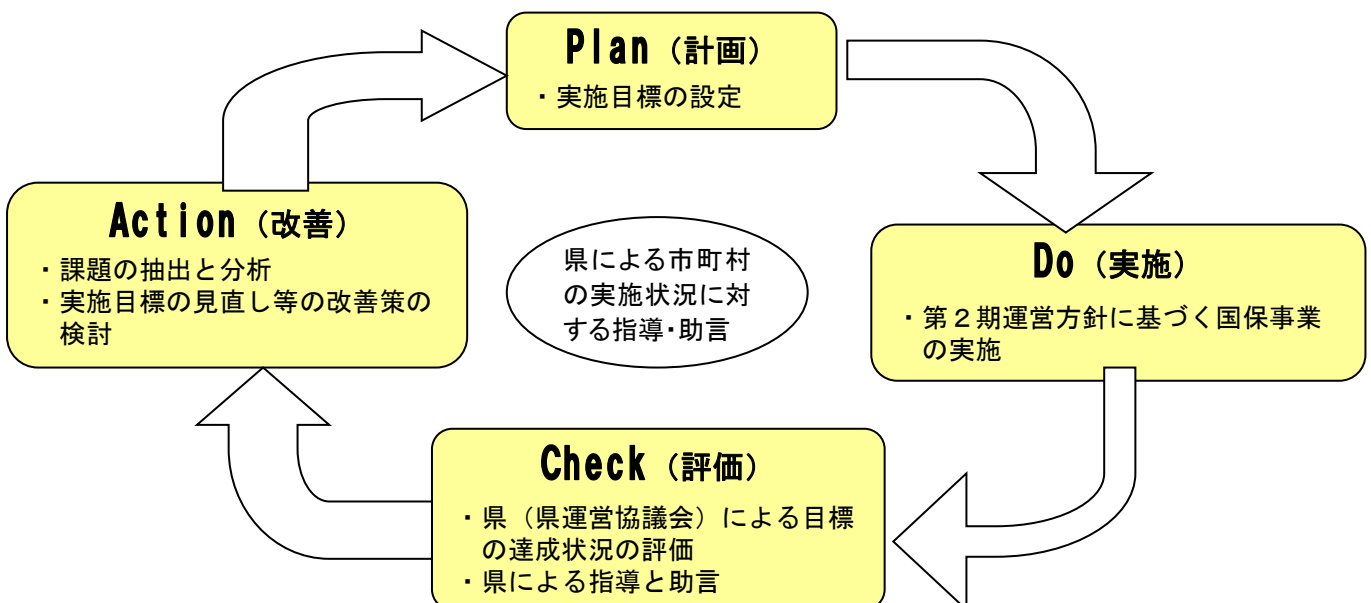 Plan（計画）
・実施目標の設定
Action（改善）
・課題の抽出と分析
・実施目標の見直し等の改善策の
検討
県による市町村
の実施状況に対
する指導・助言
Do（実施）
・第２期運営方針に基づく国保事業
の実施
Check（評価）
・県（県運営協議会）による目標
の達成状況の評価
・県による指導と助言